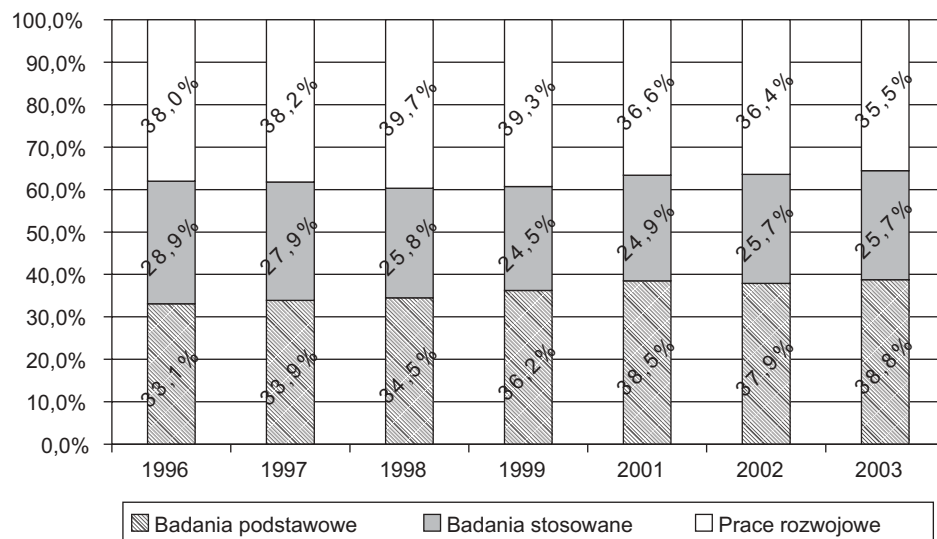 100,0%
90,0%
80,0%
70,0%
60,0%
50,0%
40,0%
30,0%
20,0%
10,0%
0,0%
38,0% 38,2% 39,7% 39,3% 36,6% 36,4% 35,5%
28,9% 27,9% 25,8% 24,5% 24,9% 25,7% 25,7%
33,1% 33,9% 34,5% 36,2% 38,5% 37,9% 38,8%
1996 1997 1998 1999 2001 2002 2003
Badania podstawowe Badania stosowane Prace rozwojowe